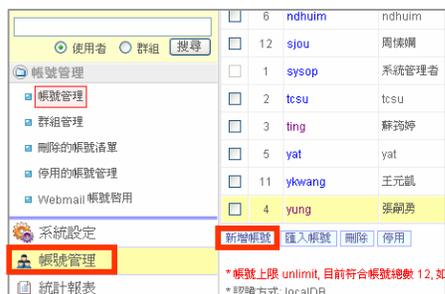 使用者 群組 搜尋
帳號管理
帳號管理
群組管理
刪除的帳號清單
停用的帳號管理
Webmail 帳號啟用
系統設定
帳號管理
統計報表
6 ndhuim ndhuim
12 sjou 周愫嫻
1 sysop 系統管理者
2 tcsu tcsu
3 ting 蘇筠婷
5 yat yat
11 ykwang 王元凱
4 yung 張嗣勇
新增帳號 匯入帳號 刪除 停用
*帳號上限 unlimit, 目前符合帳號總數 12, 如
*認證方式: localDB